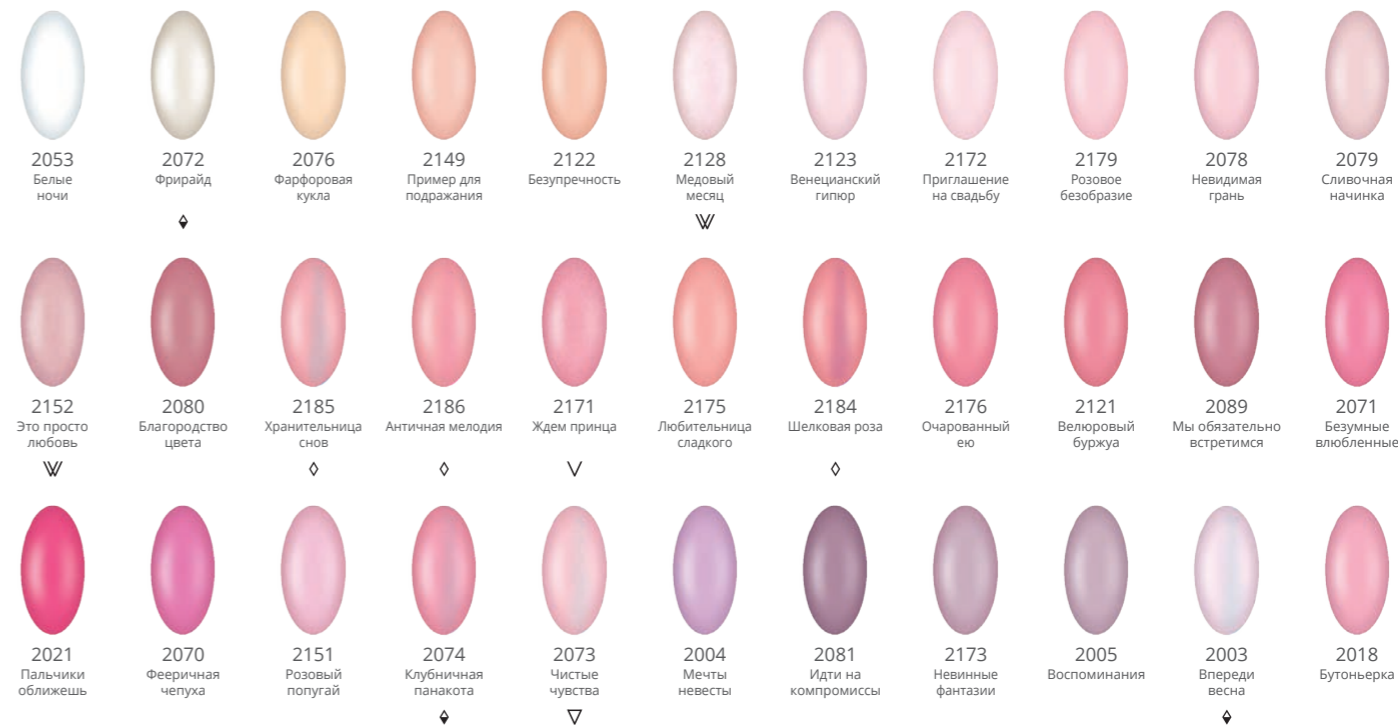 2053 2072 2076 2149 2122 2128 2123 2172 2179 2078 2079
Белые Фрирайд Фарфоровая Пример для Безупречность Медовый Венецианский Приглашение Розовое Невидимая Сливочная
ночи кукла подражания месяц гипюр на свадьбу безобразие грань начинка
2152 2080 2185 2186 2171 2175 2184 2176 2121 2089 2071
Это просто Благородство Хранительница Античная мелодия Ждем принца Любительница Шелковая роза Очарованный Велюровый Мы обязательно Безумные
любовь цвета снов сладкого ею буржуа встретимся влюбленные
2021 2070 2151 2074 2073 2004 2081 2173 2005 2003 2018
Пальчики Фееричная Розовый Клубничная Чистые Мечты Идти на Невинные Воспоминания Впереди Бутоньерка
оближешь чепуха попугай панакота чувства невесты компромиссы фантазии весна